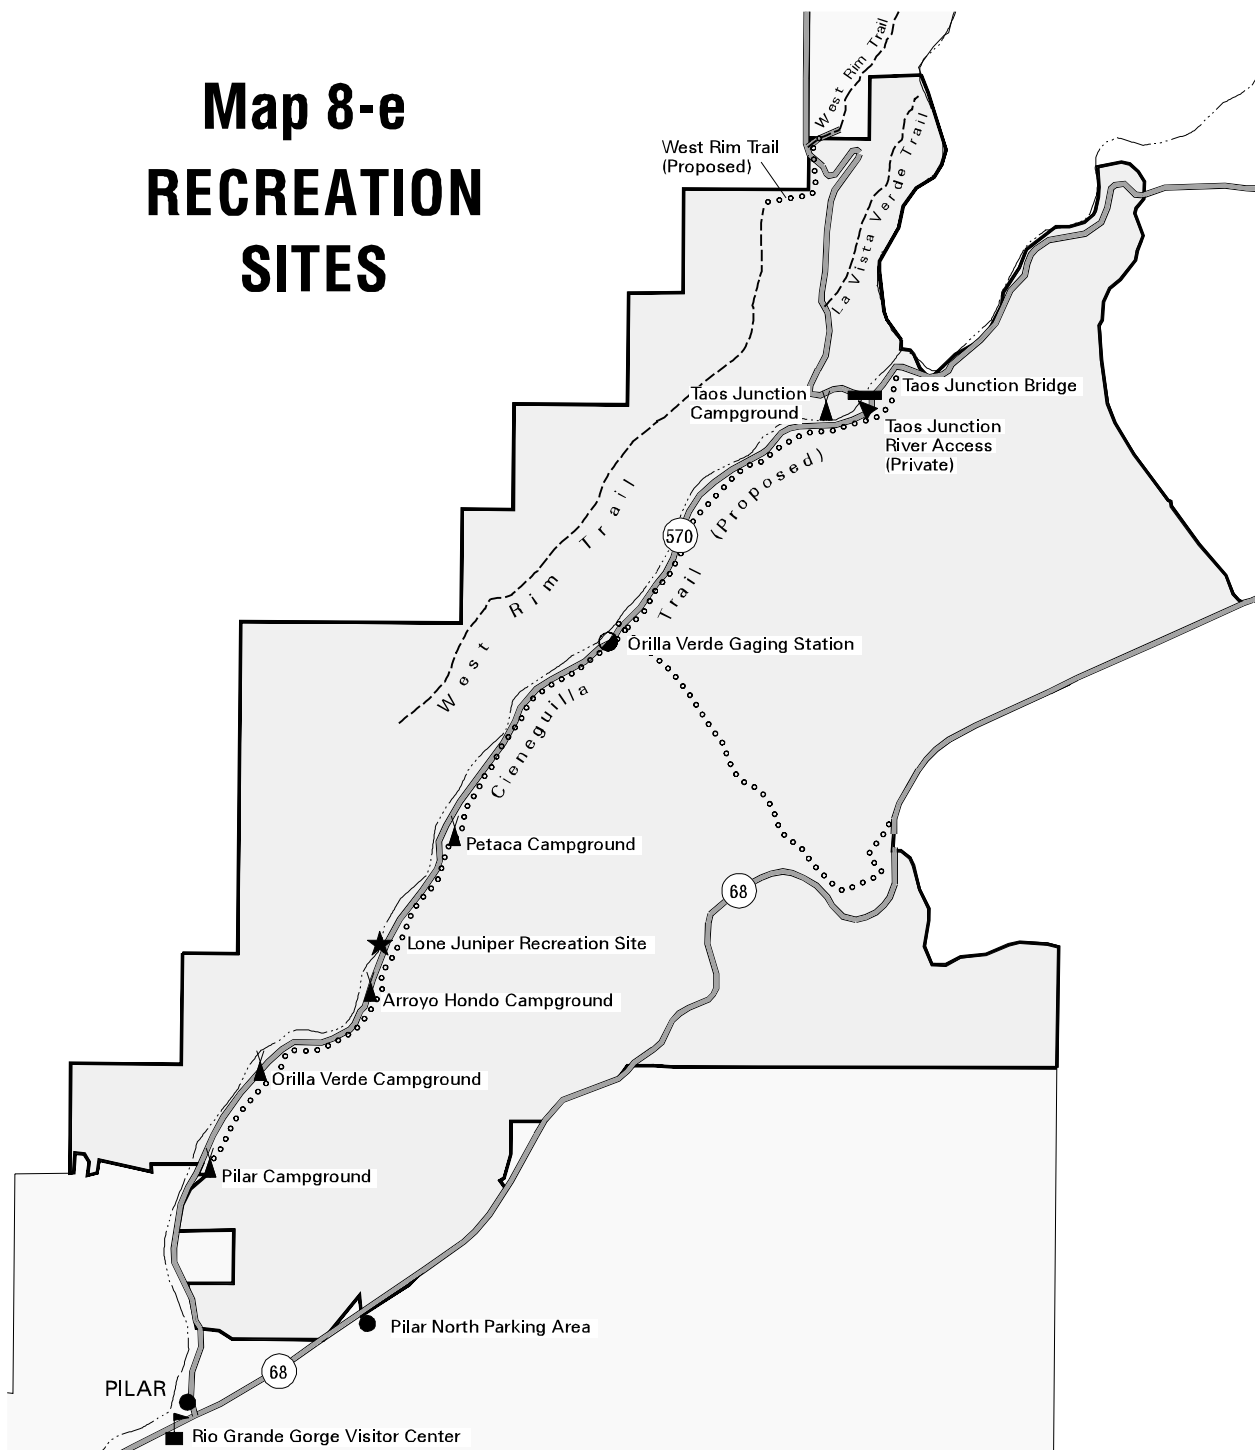 Map 8-e
RECREATION
SITES
West Rim Trail
West Rim Trail
(Proposed)
La Vista Verde Trail
Taos Junction Bridge
Taos Junction
Campground
Taos Junction
River Access
(Private)
570
West Rim Trail
Cieneguilla Trail (Proposed)
Orilla Verde Gaging Station
Petaca Campground
68
Lone Juniper Recreation Site
Arroyo Hondo Campground
Orilla Verde Campground
Pilar Campground
Pilar North Parking Area
68
PILAR
Rio Grande Gorge Visitor Center